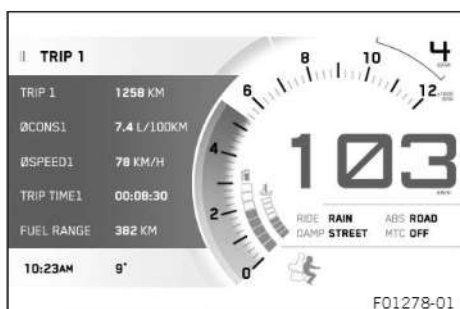 TRIP 1
TRIP 1 1258 KM
ØCONS1 7.4 L/100KM
ØSPEED1 78 KM/H
TRIP TIME1 00:08:30
FUEL RANGE 382 KM
10:23AM 9°
0
2
4
6
8
10
12
4
103
RIDE RAIN ABS ROAD
DAMP STREET MTC OFF
F01278-01